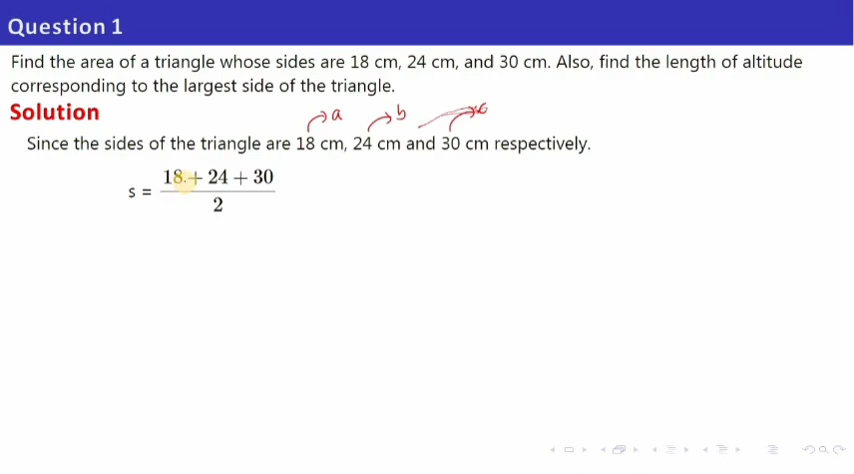 Question 1
Find the area of a triangle whose sides are 18 cm, 24 cm, and 30 cm. Also, find the length of altitude
corresponding to the largest side of the triangle.
Solution
a b
Since the sides of the triangle are 18 cm, 24 cm and 30 cm respectively.
s = \frac{18 + 24 + 30}{2}